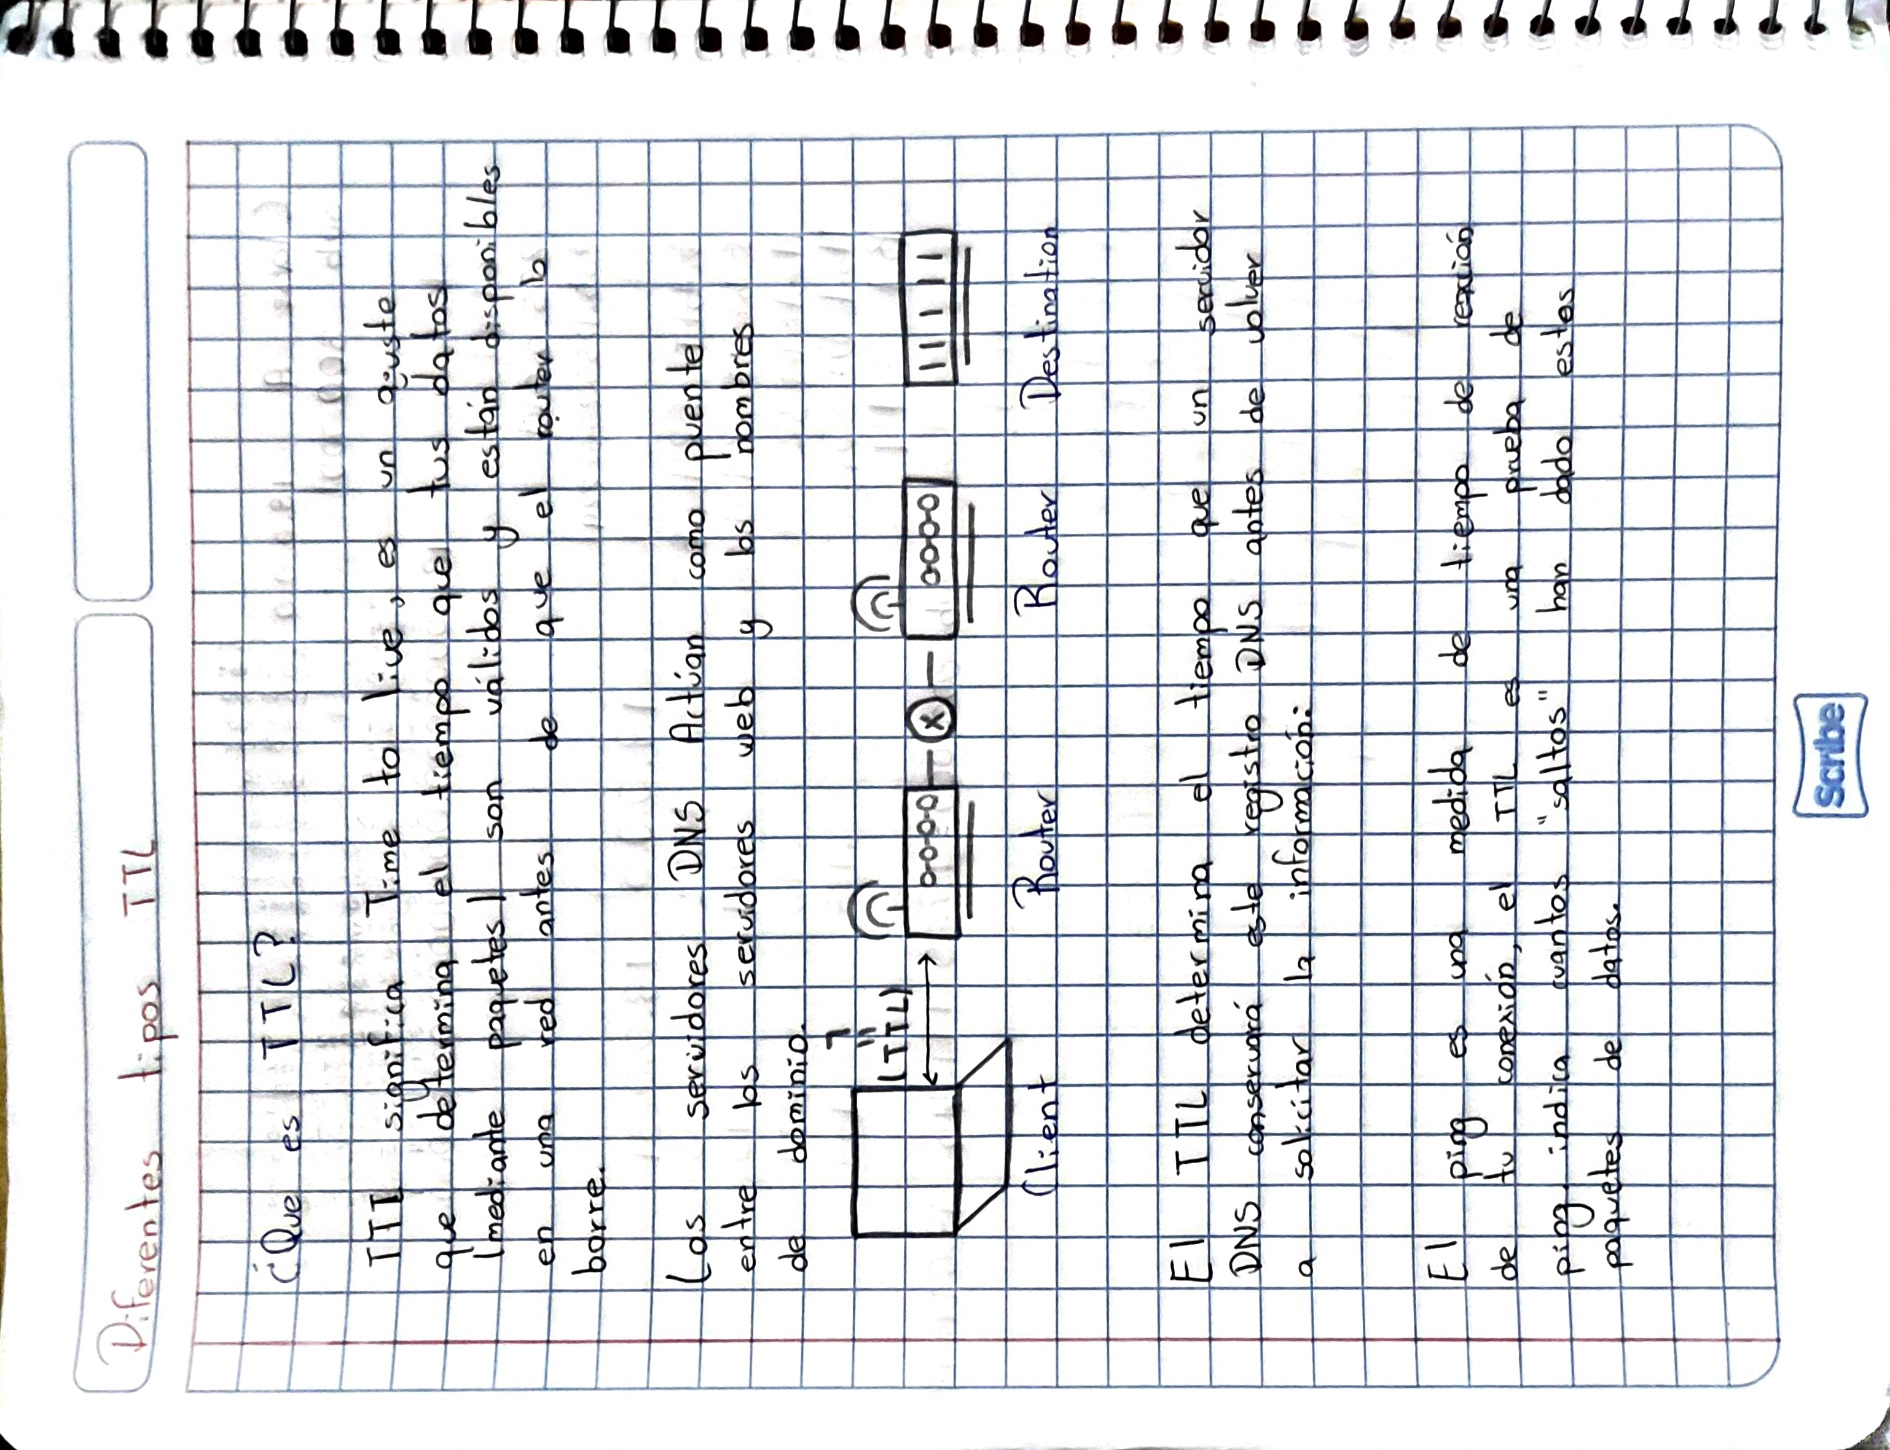 Diferentes tipos TTL
¿Que es TTL?
TTL significa Time to live, es un ajuste
que determina el tiempo que tus datos
(mediante paquetes) son válidos y están disponibles
en una red antes de que el router lo
borre.
Los servidores DNS Actúan como puente
entre los servidores web y los nombres
de dominio.
(TTL)
Client Router Router Destination
El TTL determina el tiempo que un servidor
DNS conservará este registro DNS antes de volver
a solicitar la información:
El ping es una medida de tiempo de rexión
de tu conexión, el TTL es una prueba de
ping, indica cuantos "saltos" han dado estos
paquetes de datos.
Scribe